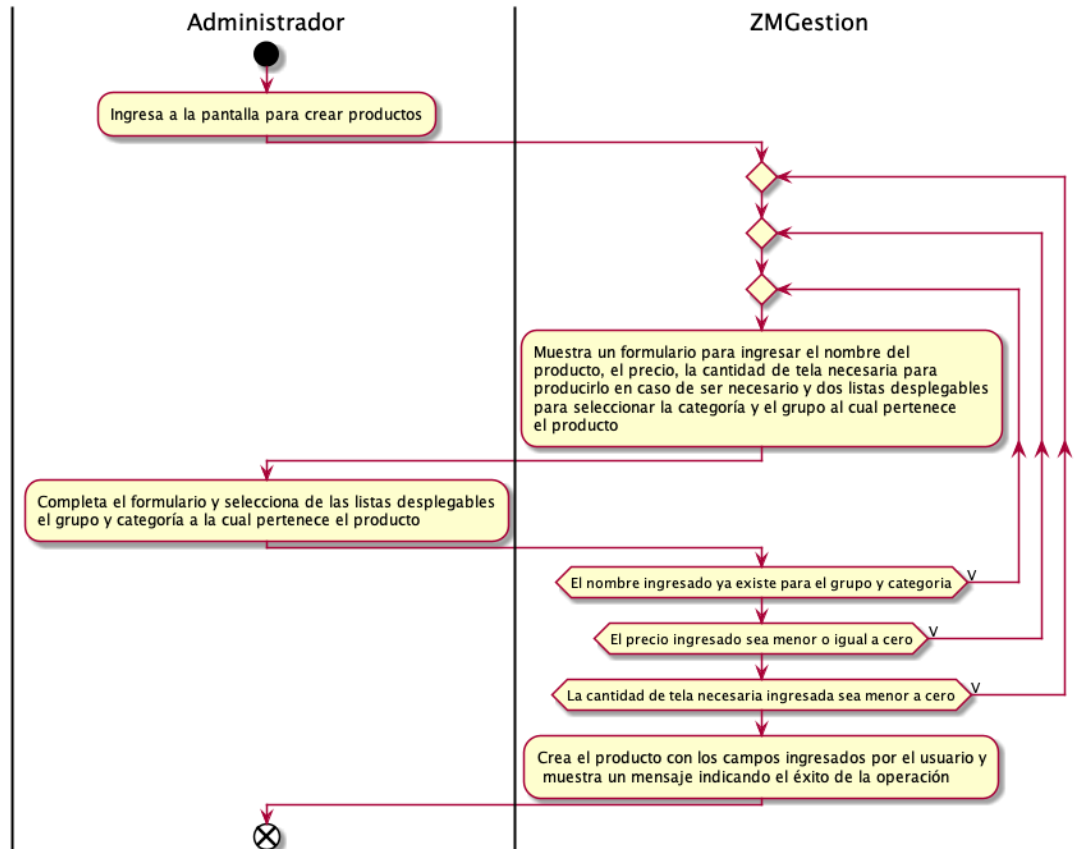 Administrador
ZMGestion
Ingresa a la pantalla para crear productos
Muestra un formulario para ingresar el nombre del
producto, el precio, la cantidad de tela necesaria para
producirlo en caso de ser necesario y dos listas desplegables
para seleccionar la categoría y el grupo al cual pertenece
el producto
Completa el formulario y selecciona de las listas desplegables
el grupo y categoría a la cual pertenece el producto
El nombre ingresado ya existe para el grupo y categoria
V
El precio ingresado sea menor o igual a cero
V
La cantidad de tela necesaria ingresada sea menor a cero
V
Crea el producto con los campos ingresados por el usuario y
muestra un mensaje indicando el éxito de la operación